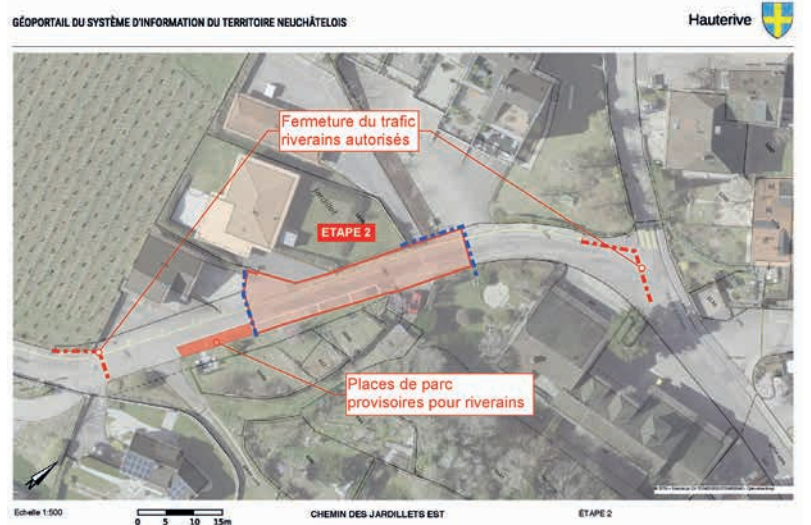 GÉOPORTAIL DU SYSTÈME D'INFORMATION DU TERRITOIRE NEUCHÂTELOIS
Hauterive
Fermeture du trafic
riverains autorisés
Jardillet
ETAPE 2
Places de parc
provisoires pour riverains
Echelle 1:500
0 5 10 15m
CHEMIN DES JARDILLETS EST
ÉTAPE 2